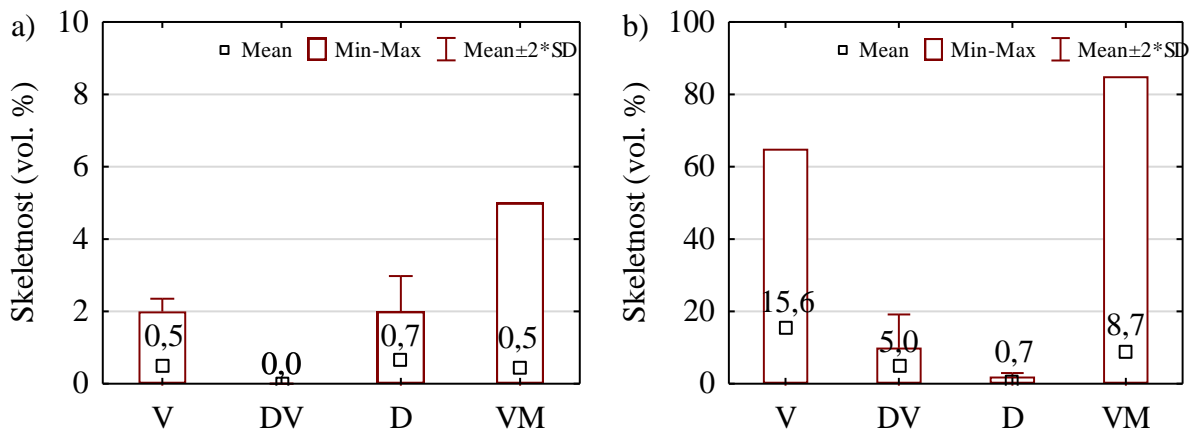 a)
Skeletnost (vol. %)
10
8
6
4
2
0
Mean Min-Max Mean±2*SD
0,5
0,0
0,7
0,5
V DV D VM
b)
Skeletnost (vol. %)
100
80
60
40
20
0
Mean Min-Max Mean±2*SD
15,6
5,0
0,7
8,7
V DV D VM